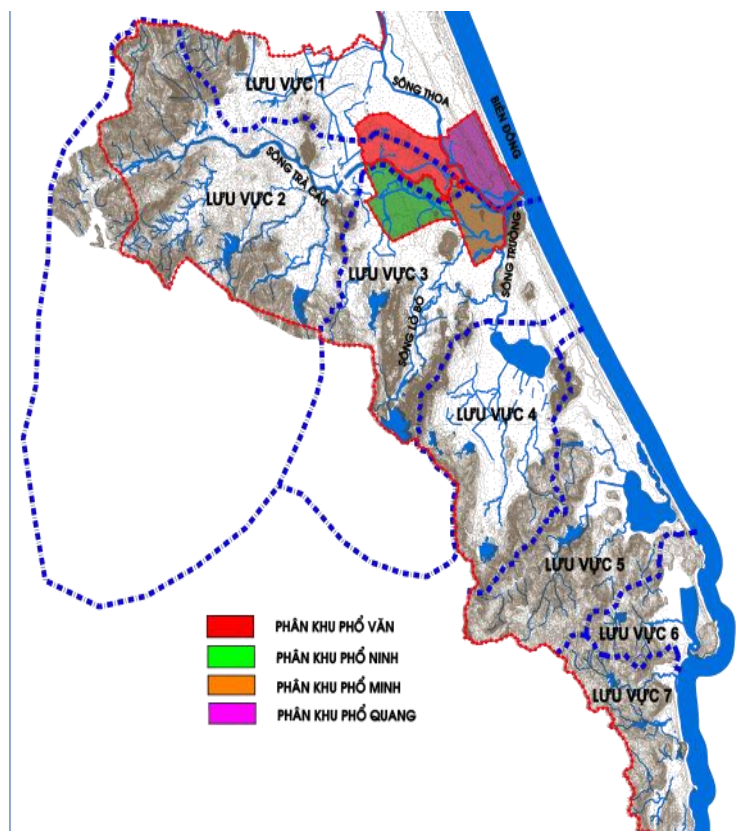 LƯU VỰC 1
SÔNG THOA
BIỂN ĐÔNG
SÔNG TRÀ CÂU
LƯU VỰC 2
SÔNG TRƯỜNG
LƯU VỰC 3
SÔNG LÒ BÓ
LƯU VỰC 4
LƯU VỰC 5
LƯU VỰC 6
LƯU VỰC 7
PHÂN KHU PHỔ VĂN
PHÂN KHU PHỔ NINH
PHÂN KHU PHỔ MINH
PHÂN KHU PHỔ QUANG